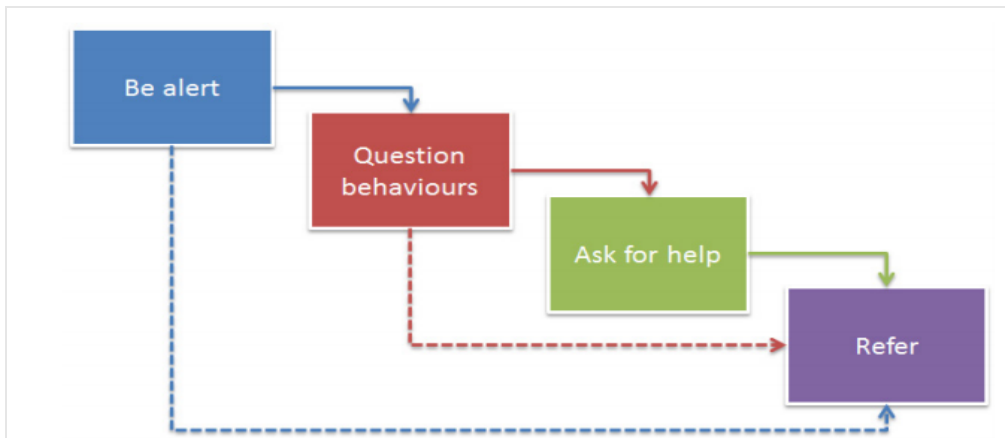 Be alert
Question
behaviours
Ask for help
Refer